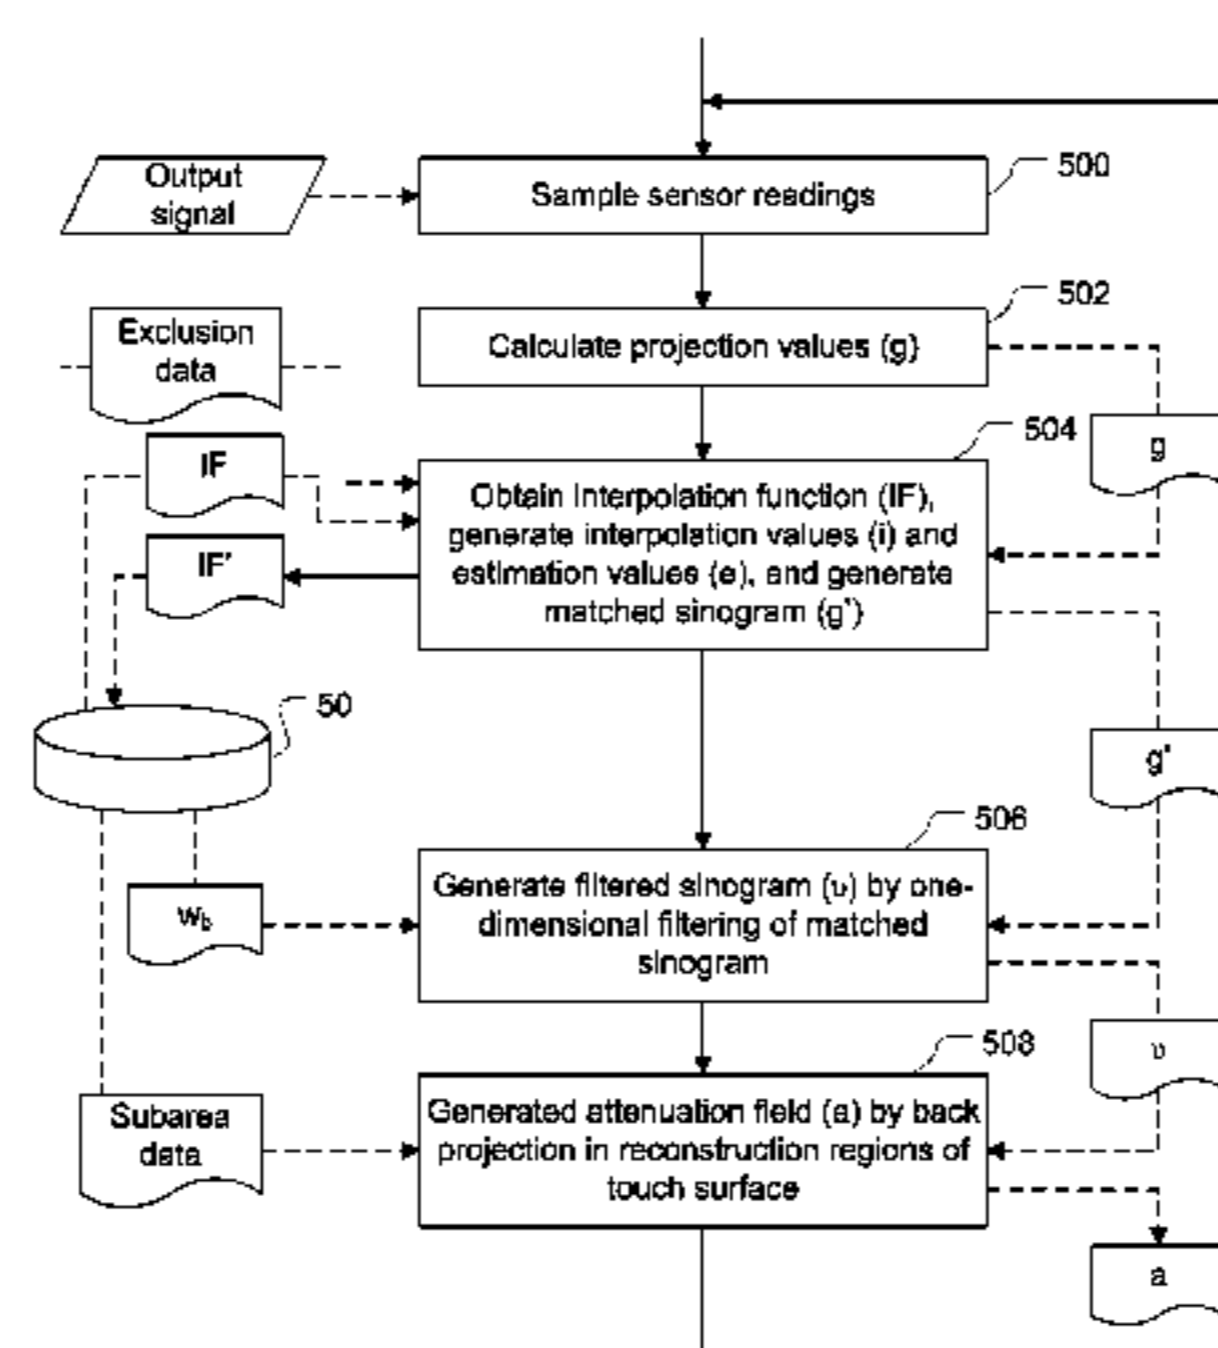 Output
signal
Sample sensor readings
500
Exclusion
data
Calculate projection values (g)
502
g
IF
504
Obtain Interpolation function (IF),
generate interpolation values (i) and
estimation values (e), and generate
matched sinogram (g')
IF'
50
g'
506
Generate filtered sinogram (υ) by one-
dimensional filtering of matched
sinogram
wb
υ
508
Generated attenuation field (a) by back
projection in reconstruction regions of
touch surface
Subarea
data
a